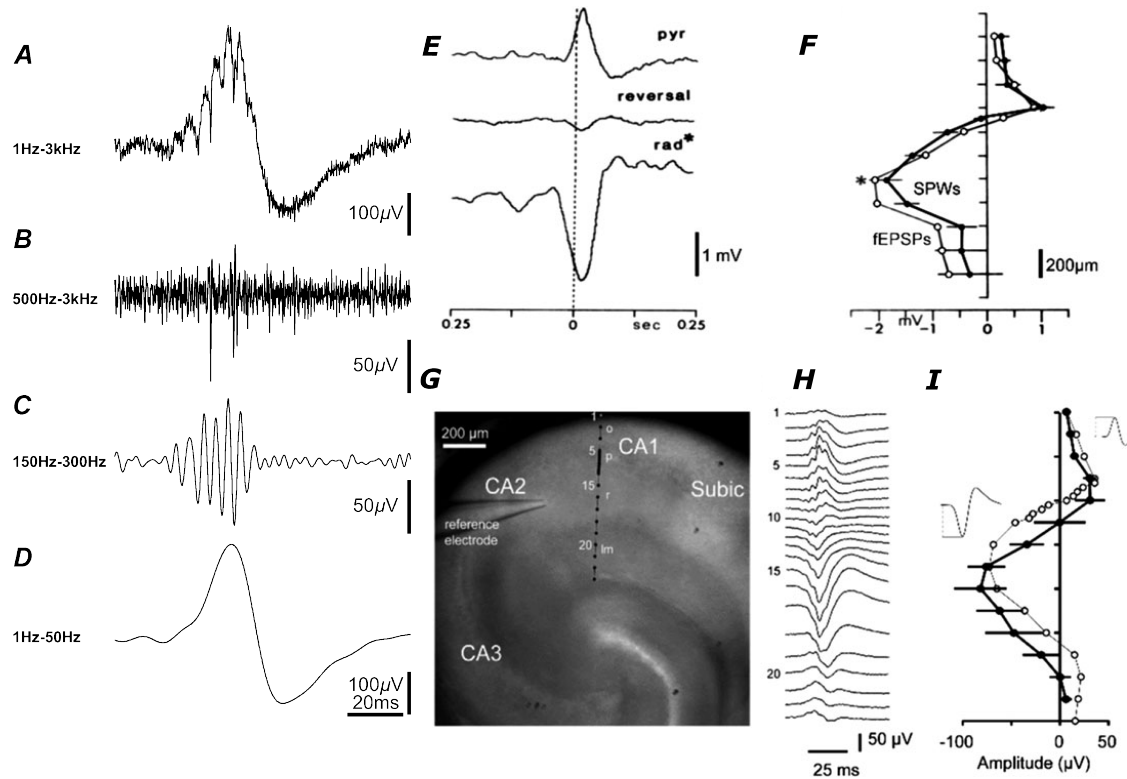 A
1Hz-3kHz
100µV
B
500Hz-3kHz
50µV
C
150Hz-300Hz
50µV
D
1Hz-50Hz
100µV
20ms
E
pyr
reversal
rad*
1 mV
0.25 0 sec 0.25
F
*
SPWs
fEPSPs
200µm
-2 mV -1 0 1
G
200 µm
1
o
CA1
5
p
15
r
CA2
Subic
reference
electrode
20 lm
CA3
H
1
5
10
15
20
50 µV
25 ms
I
-100 0 50
Amplitude (µV)